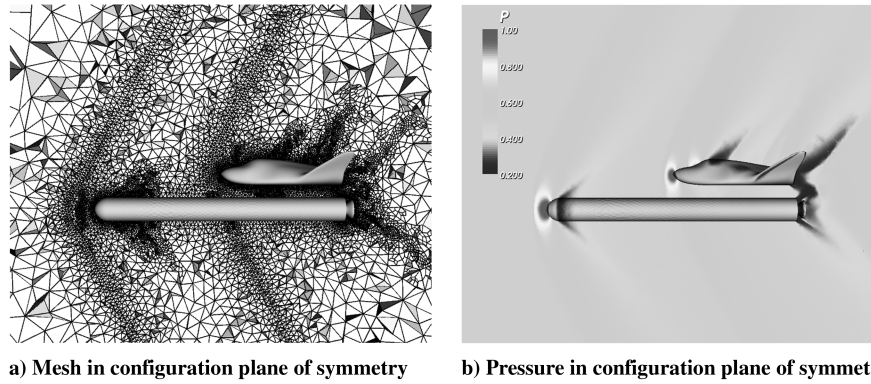 P
1.00
0.800
0.600
0.400
0.200
a) Mesh in configuration plane of symmetry
b) Pressure in configuration plane of symmet